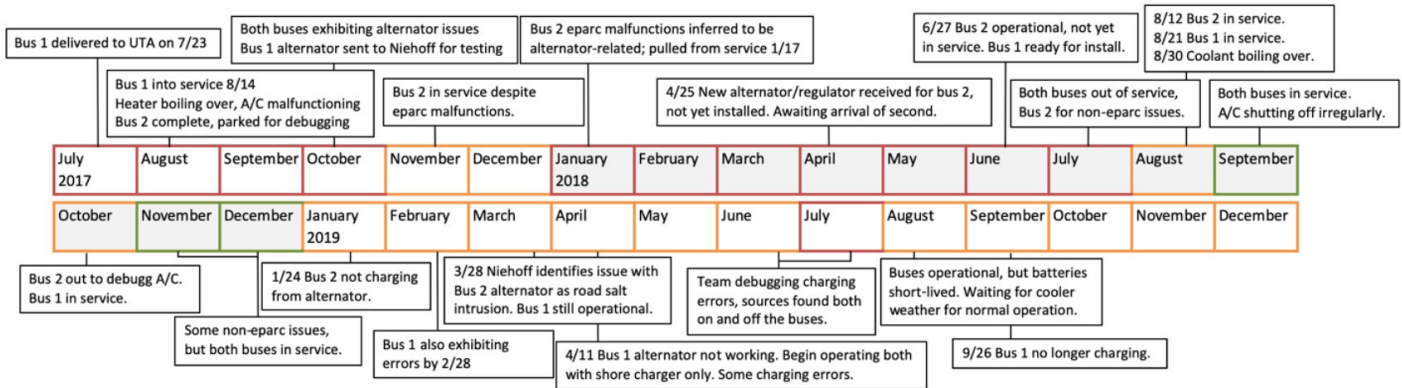 Bus 1 delivered to UTA on 7/23
Bus 1 into service 8/14
Heater boiling over, A/C malfunctioning
Bus 2 complete, parked for debugging
Both buses exhibiting alternator issues
Bus 1 alternator sent to Niehoff for testing
Bus 2 in service despite
eparc malfunctions.
Bus 2 eparc malfunctions inferred to be
alternator-related; pulled from service 1/17
4/25 New alternator/regulator received for bus 2,
not yet installed. Awaiting arrival of second.
6/27 Bus 2 operational, not yet
in service. Bus 1 ready for install.
Both buses out of service,
Bus 2 for non-eparc issues.
8/12 Bus 2 in service.
8/21 Bus 1 in service.
8/30 Coolant boiling over.
Both buses in service.
A/C shutting off irregularly.
July
2017
August
September
October
November
December
January
2018
February
March
April
May
June
July
August
September
October
November
December
January
2019
February
March
April
May
June
July
August
September
October
November
December
Bus 2 out to debugg A/C.
Bus 1 in service.
Some non-eparc issues,
but both buses in service.
1/24 Bus 2 not charging
from alternator.
Bus 1 also exhibiting
errors by 2/28
3/28 Niehoff identifies issue with
Bus 2 alternator as road salt
intrusion. Bus 1 still operational.
4/11 Bus 1 alternator not working. Begin operating both
with shore charger only. Some charging errors.
Team debugging charging
errors, sources found both
on and off the buses.
Buses operational, but batteries
short-lived. Waiting for cooler
weather for normal operation.
9/26 Bus 1 no longer charging.